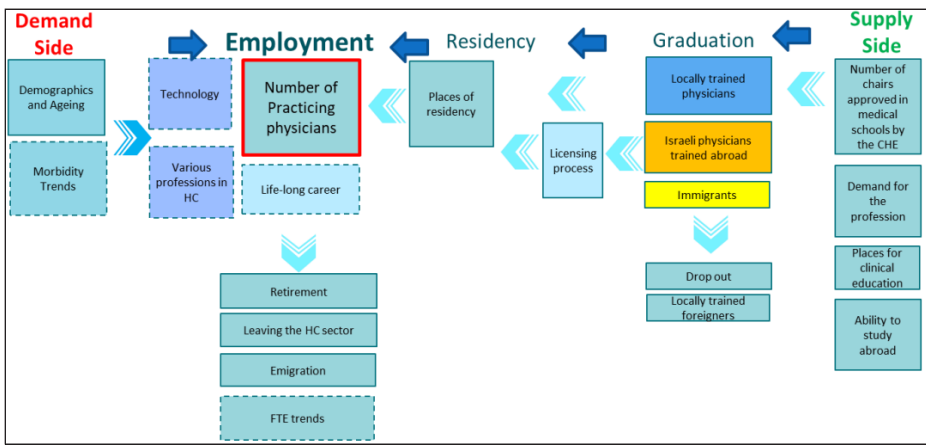 Demand
Side
Employment
Residency
Graduation
Supply
Side
Demographics
and Ageing
Morbidity
Trends
Technology
Various
professions in
HC
Number of
Practicing
physicians
Life-long career
Places of
residency
Licensing
process
Locally trained
physicians
Israeli physicians
trained abroad
Immigrants
Number of
chairs
approved in
medical
schools by
the CHE
Demand for
the
profession
Places for
clinical
education
Ability to
study
abroad
Retirement
Leaving the HC sector
Emigration
FTE trends
Drop out
Locally trained
foreigners